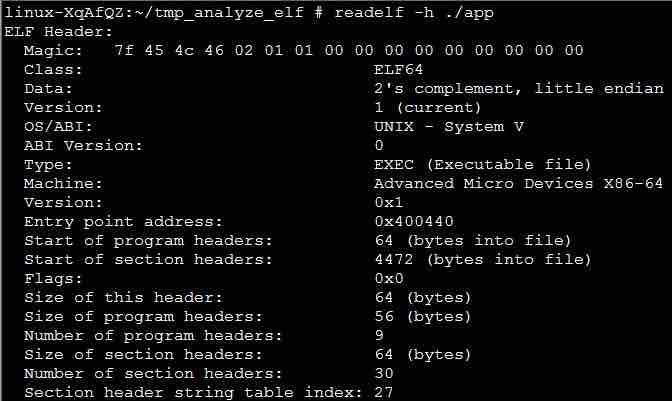 linux-XqAfQZ:~/tmp_analyze_elf # readelf -h ./app
ELF Header:
  Magic:   7f 45 4c 46 02 01 01 00 00 00 00 00 00 00 00 00
  Class:                             ELF64
  Data:                              2's complement, little endian
  Version:                           1 (current)
  OS/ABI:                            UNIX - System V
  ABI Version:                       0
  Type:                              EXEC (Executable file)
  Machine:                           Advanced Micro Devices X86-64
  Version:                           0x1
  Entry point address:               0x400440
  Start of program headers:          64 (bytes into file)
  Start of section headers:          4472 (bytes into file)
  Flags:                             0x0
  Size of this header:               64 (bytes)
  Size of program headers:           56 (bytes)
  Number of program headers:         9
  Size of section headers:           64 (bytes)
  Number of section headers:         30
  Section header string table index: 27